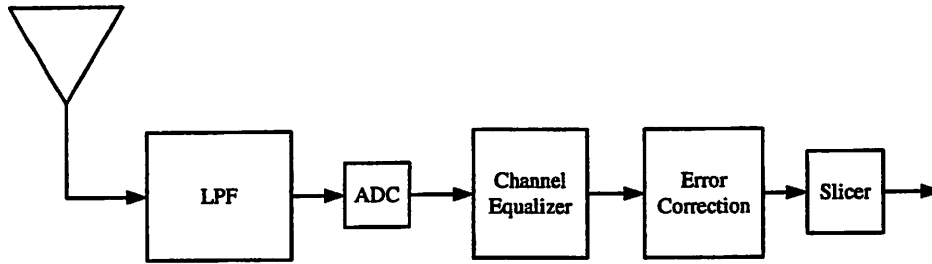 LPF
ADC
Channel
Equalizer
Error
Correction
Slicer